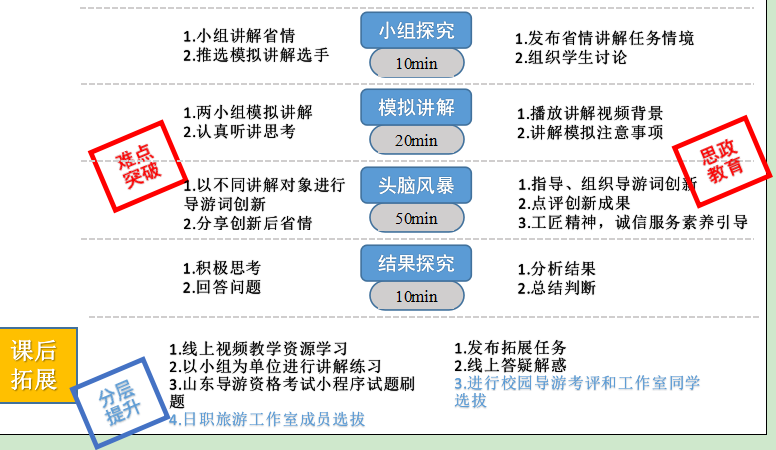 1.小组讲解省情
2.推选模拟讲解选手
小组探究
10min
1.发布省情讲解任务情境
2.组织学生讨论
1.两小组模拟讲解
2.认真听讲思考
模拟讲解
20min
1.播放讲解视频背景
2.讲解模拟注意事项
难点
突破
思政
教育
1.以不同讲解对象进行
导游词创新
2.分享创新后省情
头脑风暴
50min
1.指导、组织导游词创新
2.点评创新成果
3.工匠精神，诚信服务素养引导
1.积极思考
2.回答问题
结果探究
10min
1.分析结果
2.总结判断
课后
拓展
分层
提升
1.线上视频教学资源学习
2.以小组为单位进行讲解练习
3.山东导游资格考试小程序试题刷
题
4.日职旅游工作室成员选拔
1.发布拓展任务
2.线上答疑解惑
3.进行校园导游考评和工作室同学
选拔